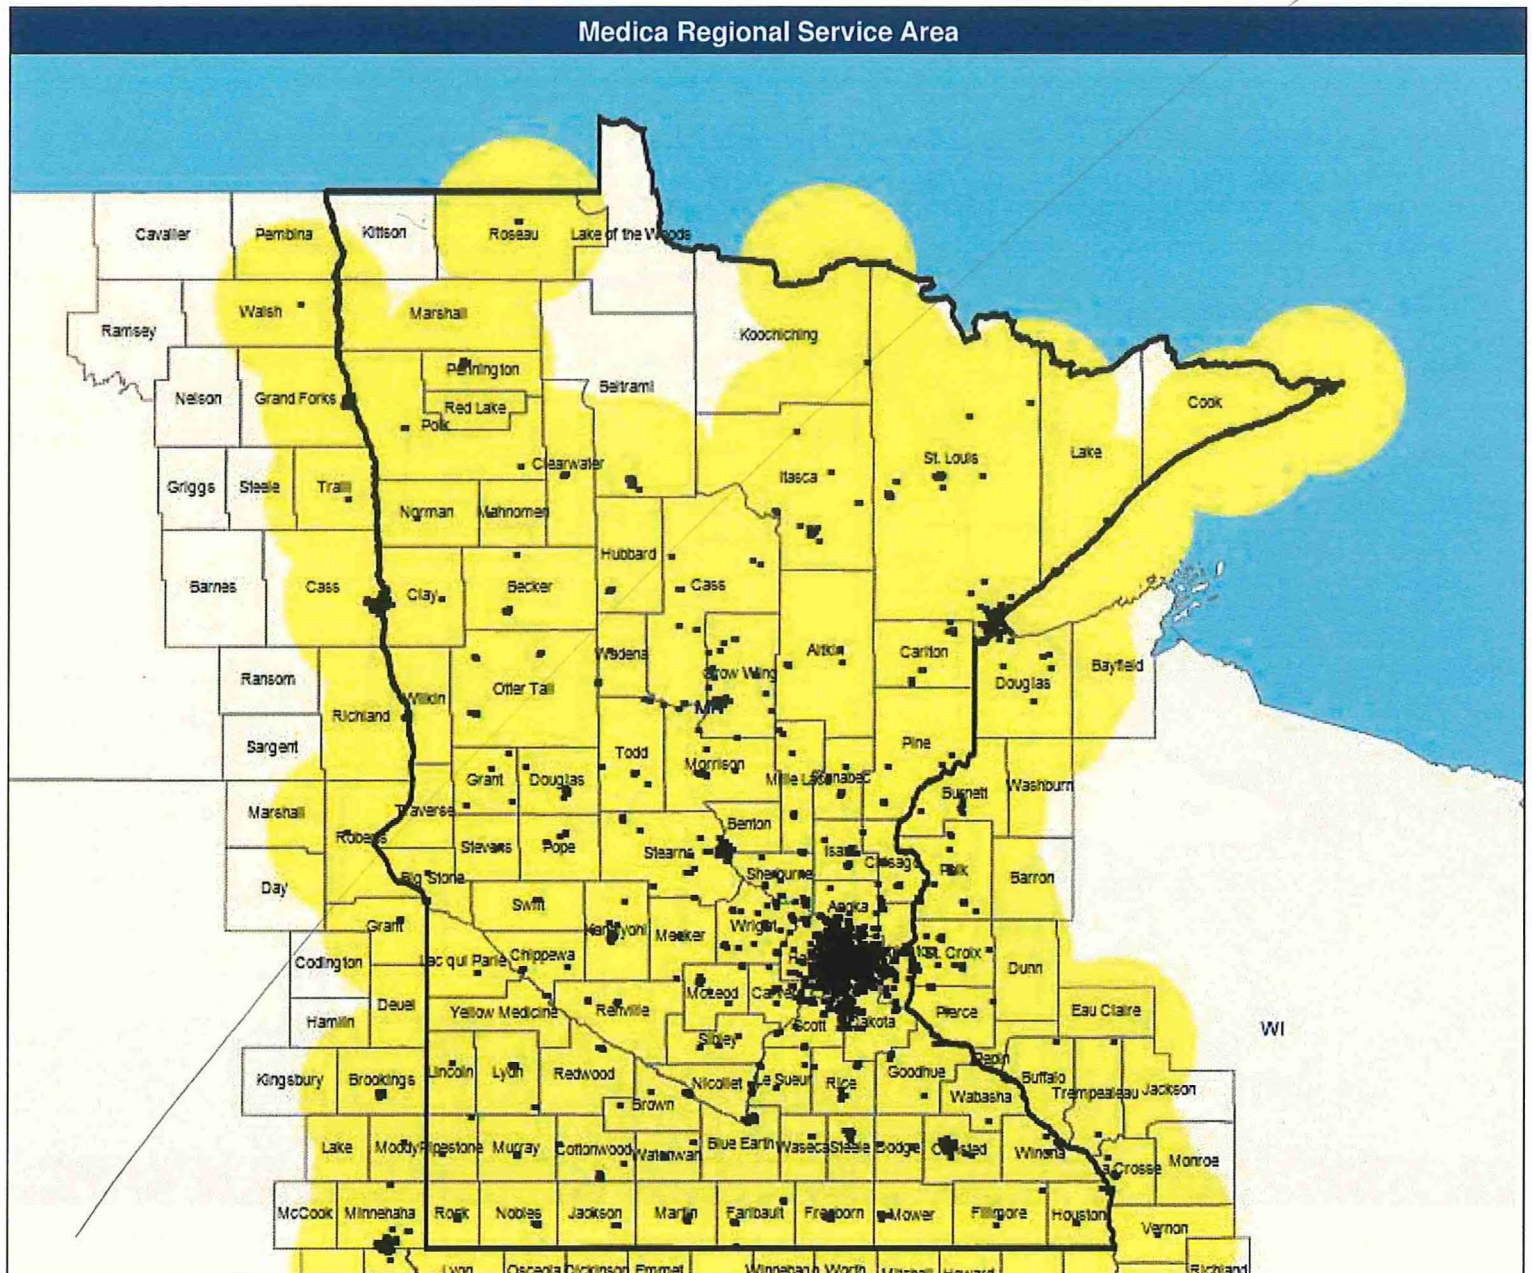 Medica Regional Service Area
Cavalier Pembina Kittson Roseau Lake of the Woods
Walsh Marshall
Ramsey Koochiching
Pennington
Nelson Grand Forks Beltrami
Red Lake Cook
Polk
Clearwater St. Louis Lake
Griggs Steele Traill Itasca
Norman Mahnomen
Hubbard
Barnes Cass Clay Becker Cass
Wadena Aitkin Carlton
Ransom Crow Wing Douglas Bayfield
Otter Tail
Wilkin
Richland MN
Sargent Pine
Todd
Grant Douglas Morrison Mille Lacs Kanabec
Burnett Washburn
Marshall Traverse
Benton
Roberts
Stevens Pope Stearns Isanti Chisago
Sherburne Polk Barron
Day Big Stone
Swift Anoka
Grant Kandiyohi Meeker Wright
Codington Lac qui Parle Chippewa St. Croix
Dunn
Deuel McLeod Carver
Hamlin Yellow Medicine Renville Scott Dakota Pierce Eau Claire
Sibley WI
Pepin
Kingsbury Brookings Lincoln Lyon Redwood Nicollet Le Sueur Rice Goodhue Buffalo
Trempealeau Jackson
Brown Wabasha
Lake Moody Pipestone Murray Cottonwood Watonwan Blue Earth Waseca Steele Dodge Olmsted Winona
La Crosse Monroe
McCook Minnehaha Rock Nobles Jackson Martin Faribault Freeborn Mower Fillmore Houston
Vernon
Lyon Osceola Dickinson Emmet Winnebago Worth Mitchell Howard Richland